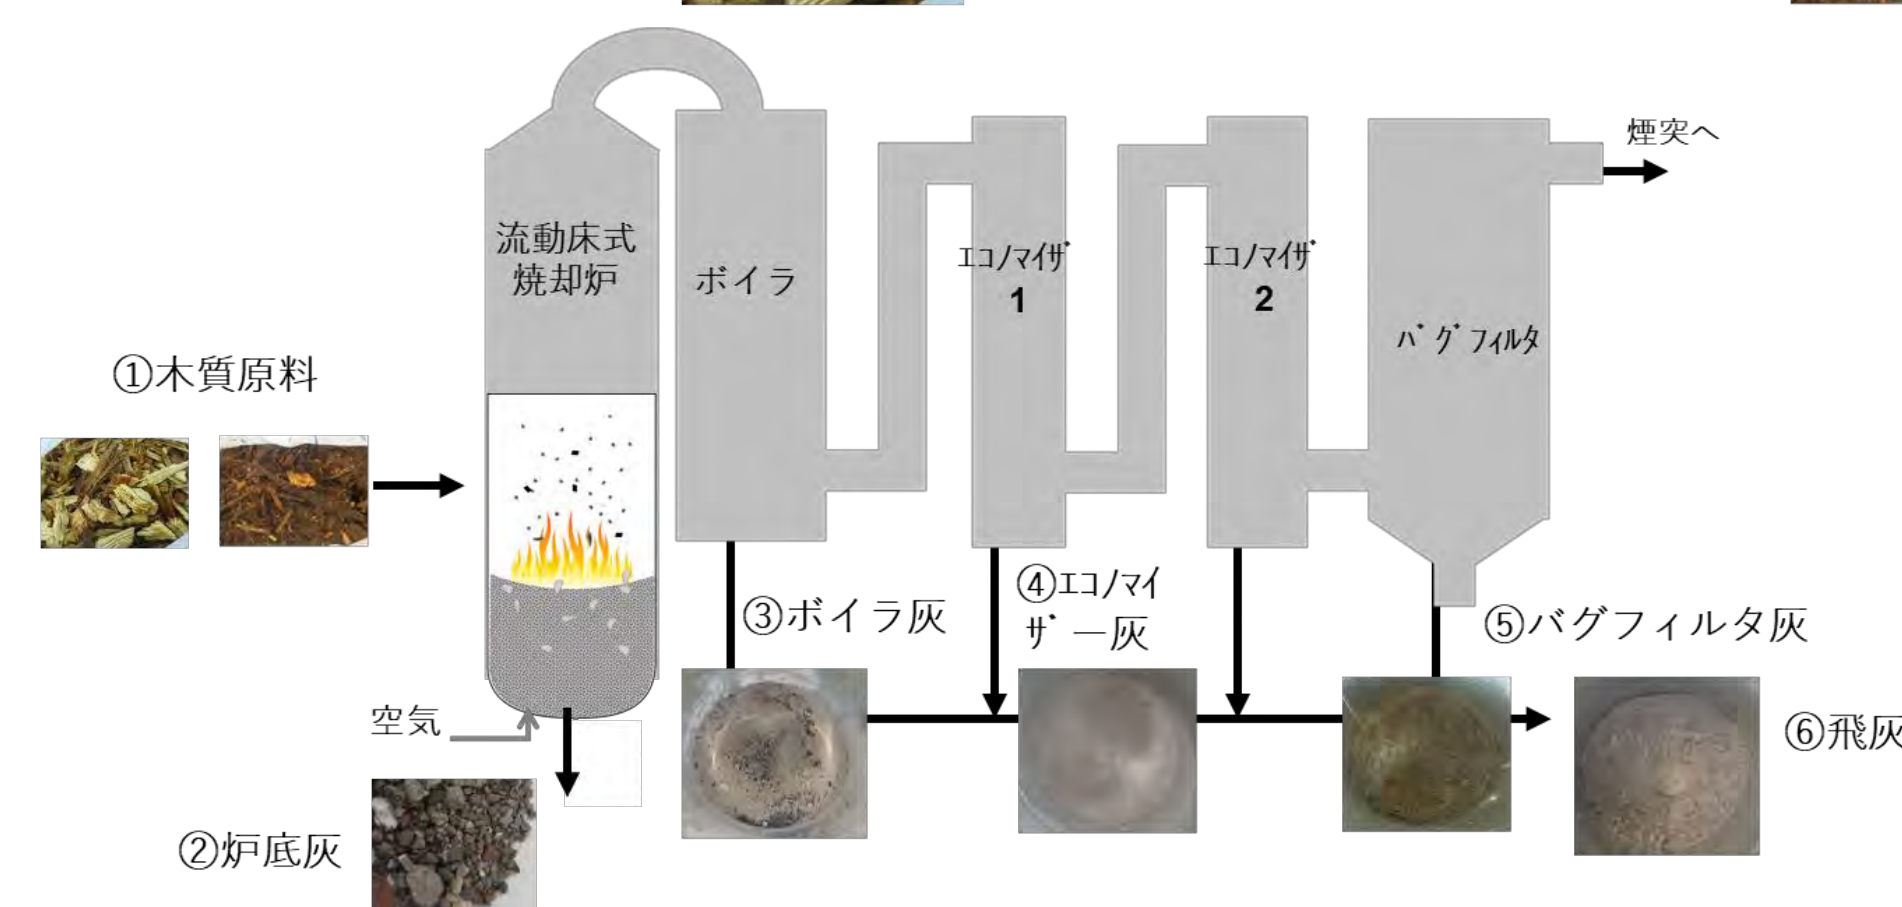 煙突へ
流動床式
焼却炉
ボイラ
ｴｺﾉﾏｲｻﾞ
1
ｴｺﾉﾏｲｻﾞ
2
ﾊﾞｸﾞﾌｨﾙﾀ
①木質原料
③ボイラ灰
④ｴｺﾉﾏｲ
ｻﾞー灰
⑤バグフィルタ灰
空気
⑥飛灰
②炉底灰